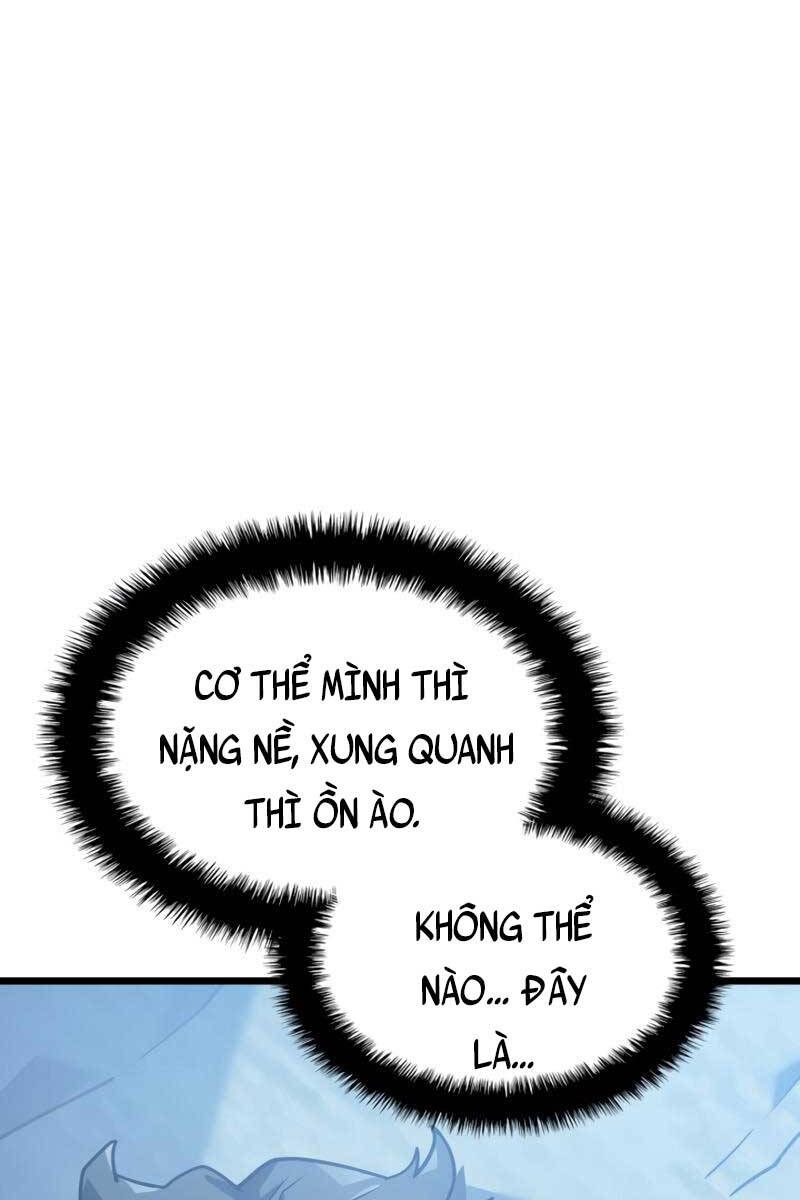 CƠ THỂ MÌNH THÌ
NẶNG NỀ, XUNG QUANH
THÌ ỒN ÀO.
KHÔNG THỂ
NÀO... ĐÂY
LÀ...